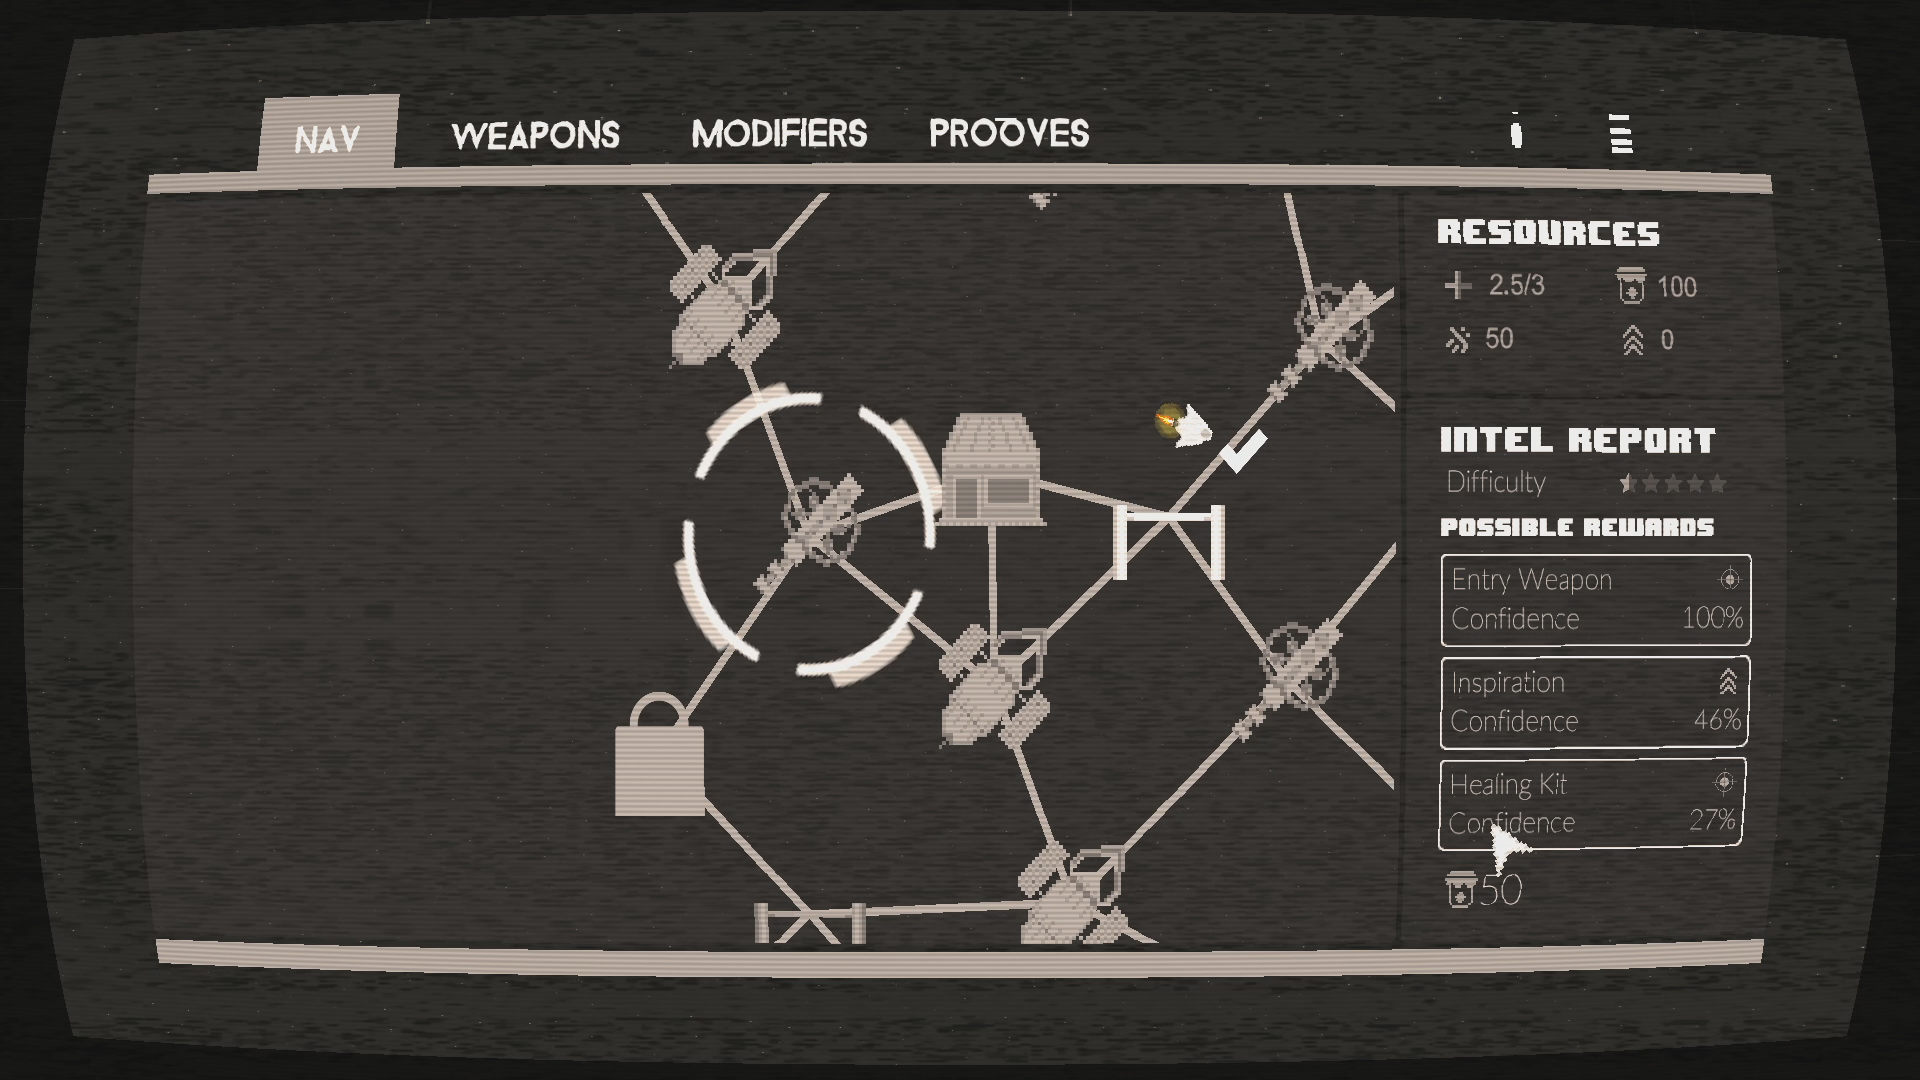 NAV
WEAPONS
MODIFIERS
PROOVES
RESOURCES
2.5/3
100
50
0
INTEL REPORT
Difficulty
POSSIBLE REWARDS
Entry Weapon
Confidence 100%
Inspiration
Confidence 46%
Healing Kit
Confidence 27%
50